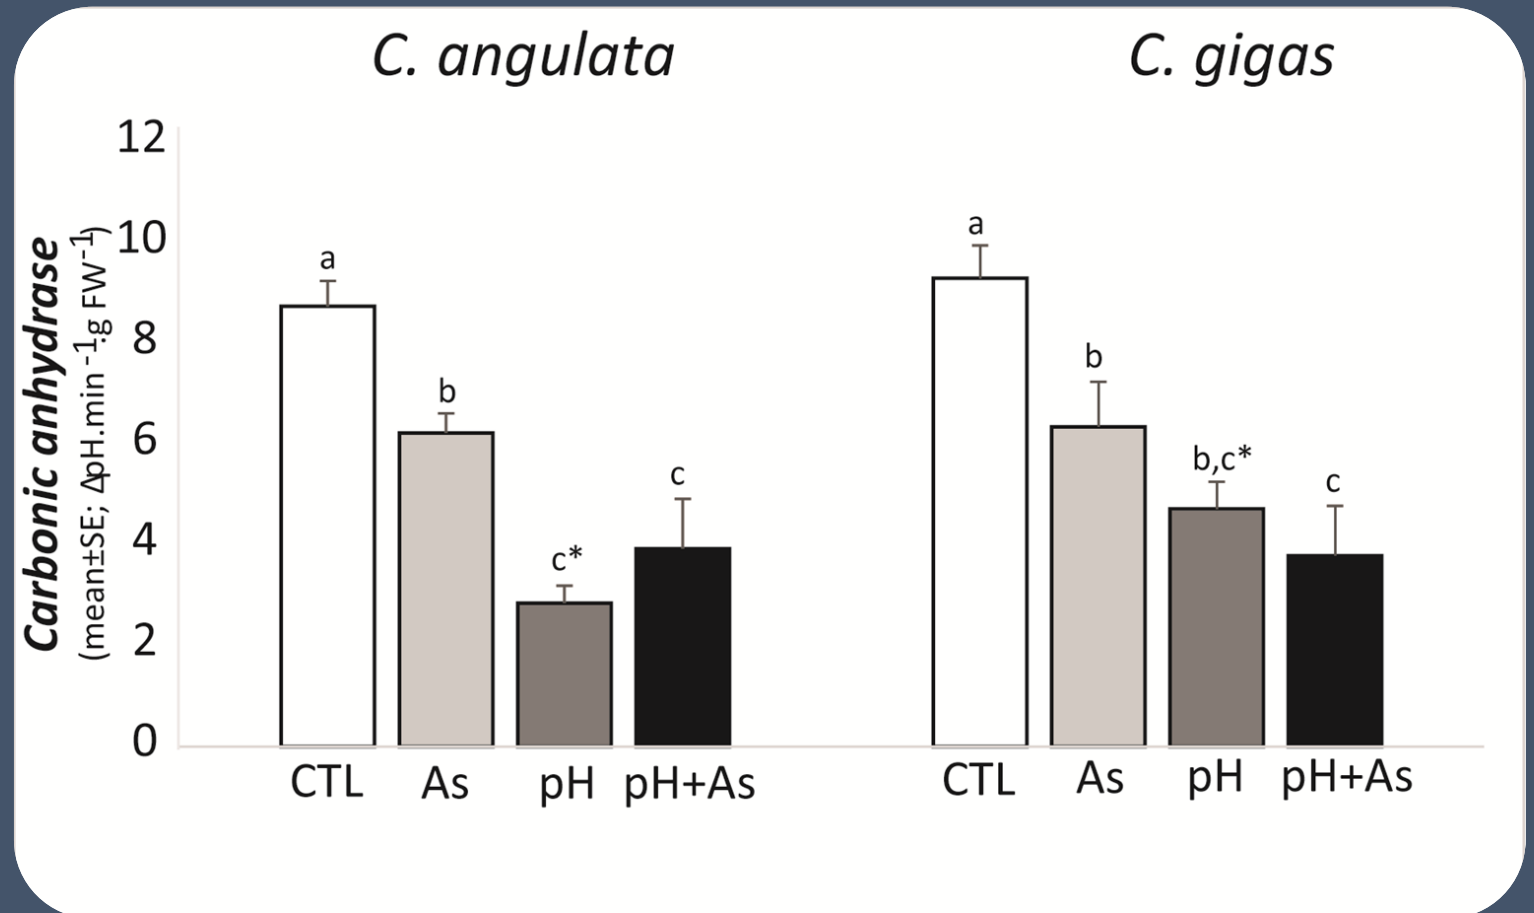 C. angulata
C. gigas
Carbonic anhydrase
(mean±SE; ΔpH.min⁻¹.g FW⁻¹)
12
10
8
6
4
2
0
a
b
c*
c
a
b
b,c*
c
CTL
As
pH
pH+As
CTL
As
pH
pH+As